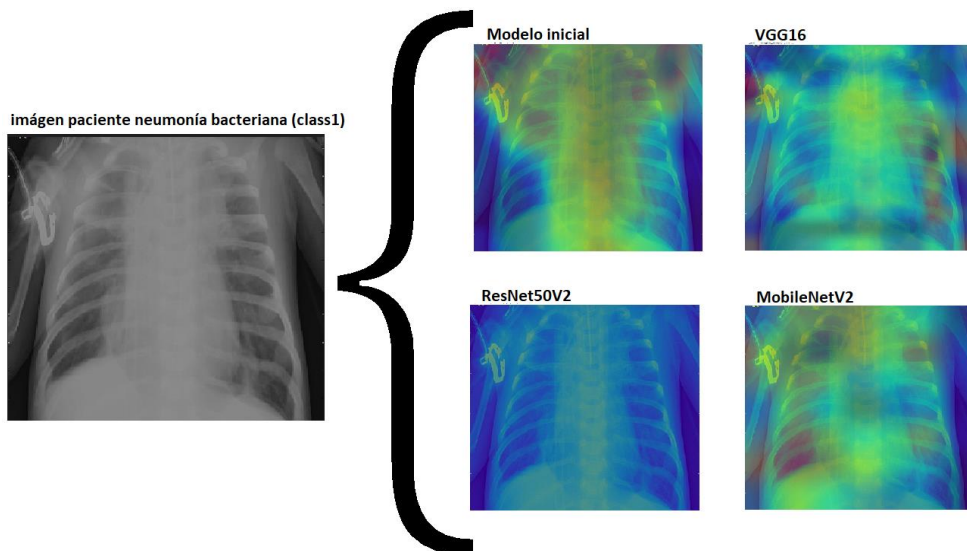 Modelo inicial
VGG16
imágen paciente neumonía bacteriana (class1)
ResNet50V2
MobileNetV2